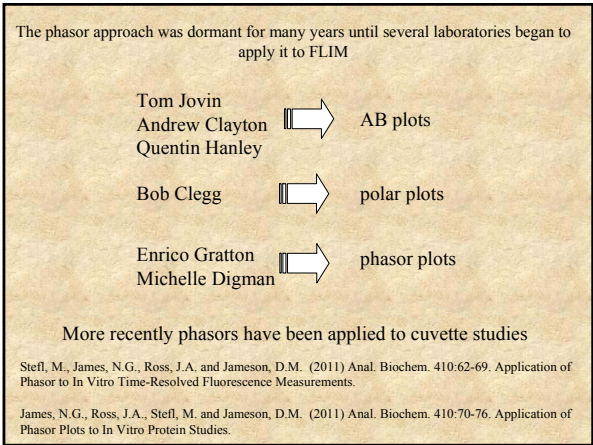 The phasor approach was dormant for many years until several laboratories began to
apply it to FLIM
Tom Jovin
Andrew Clayton
Quentin Hanley
AB plots
Bob Clegg
polar plots
Enrico Gratton
Michelle Digman
phasor plots
More recently phasors have been applied to cuvette studies
Stefl, M., James, N.G., Ross, J.A. and Jameson, D.M. (2011) Anal. Biochem. 410:62-69. Application of
Phasor to In Vitro Time-Resolved Fluorescence Measurements.
James, N.G., Ross, J.A., Stefl, M. and Jameson, D.M. (2011) Anal. Biochem. 410:70-76. Application of
Phasor Plots to In Vitro Protein Studies.